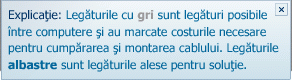 Explicație: Legăturile cu gri sunt legături posibile
între computere și au marcate costurile necesare
pentru cumpărarea și montarea cablului. Legăturile
albastre sunt legăturile alese pentru soluție.